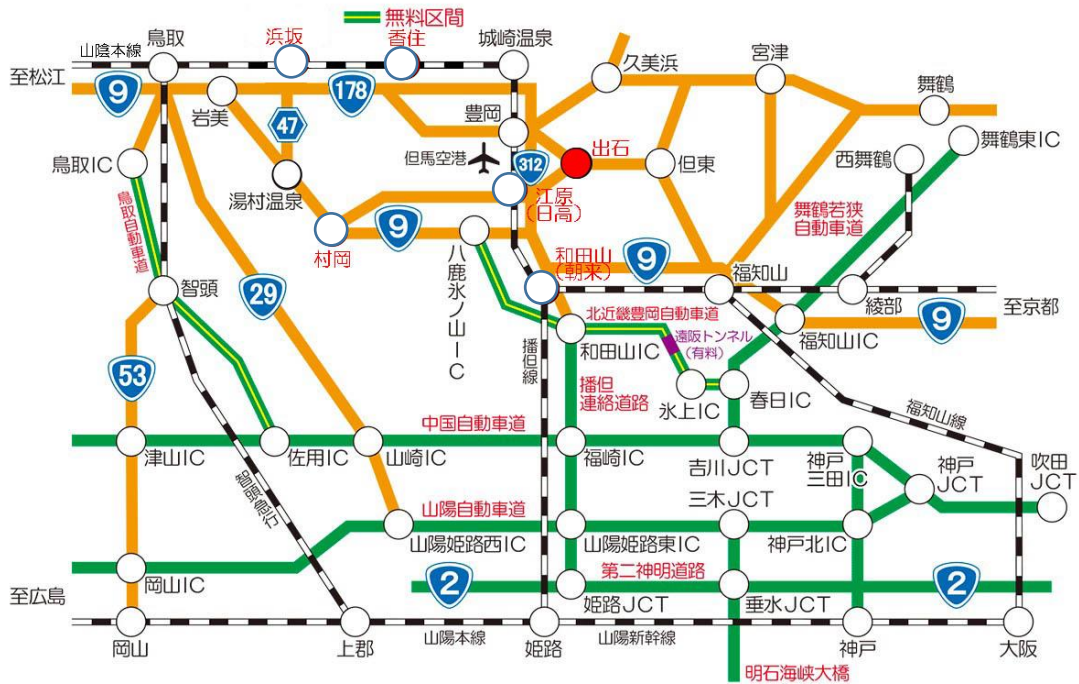 無料区間
鳥取
浜坂
香住
城崎温泉
山陰本線
至松江
9
178
岩美
47
豊岡
久美浜
宮津
舞鶴
舞鶴東IC
西舞鶴
出石
但東
但馬空港
312
鳥取IC
湯村温泉
江原
(日高)
鳥取自動車道
村岡
9
舞鶴若狭
自動車道
八鹿氷ノ山IC
和田山
(朝来)
9
福知山
智頭
29
綾部
至京都
北近畿豊岡自動車道
遠阪トンネル
(有料)
福知山IC
9
播但線
和田山IC
53
播但
連絡道路
氷上IC
春日IC
福知山線
中国自動車道
津山IC
佐用IC
山崎IC
福崎IC
吉川JCT
神戸
三田IC
神戸
JCT
吹田
JCT
智頭急行
三木JCT
山陽自動車道
山陽姫路西IC
山陽姫路東IC
神戸北IC
岡山IC
第二神明道路
2
2
至広島
姫路JCT
垂水JCT
岡山
上郡
山陽本線
姫路
山陽新幹線
神戸
大阪
明石海峡大橋